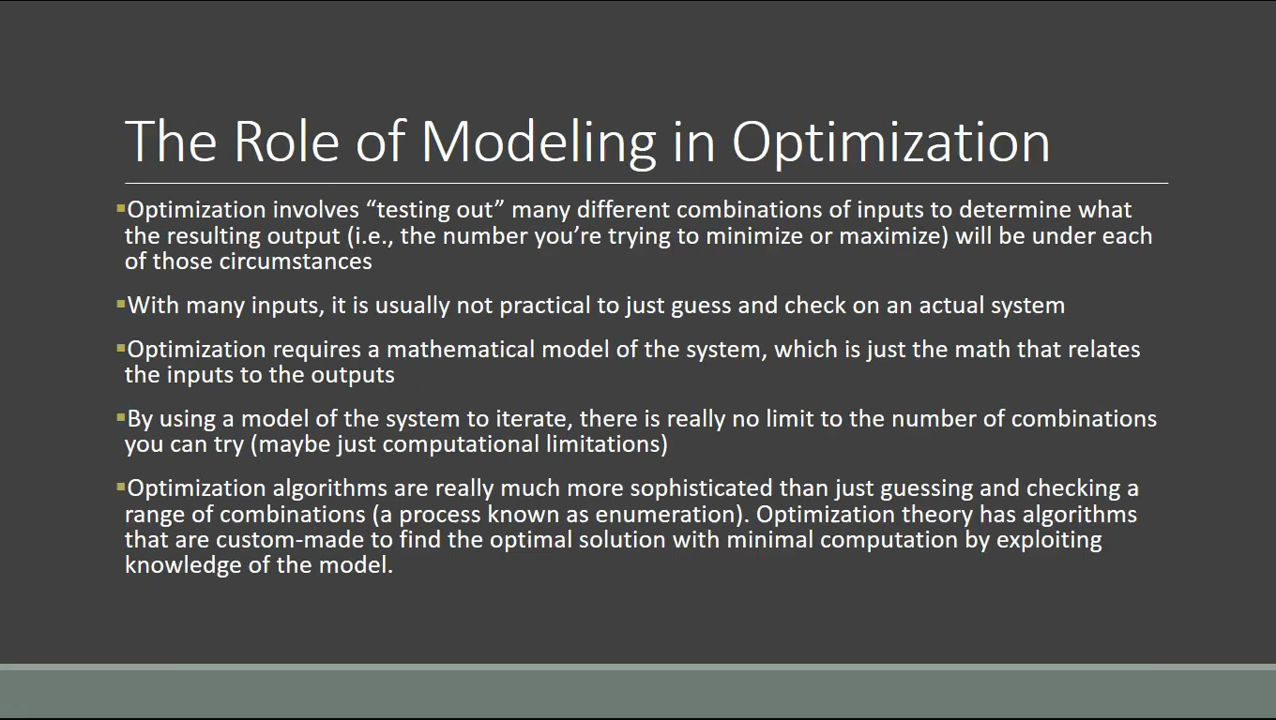 The Role of Modeling in Optimization
▪Optimization involves “testing out” many different combinations of inputs to determine what
the resulting output (i.e., the number you’re trying to minimize or maximize) will be under each
of those circumstances
▪With many inputs, it is usually not practical to just guess and check on an actual system
▪Optimization requires a mathematical model of the system, which is just the math that relates
the inputs to the outputs
▪By using a model of the system to iterate, there is really no limit to the number of combinations
you can try (maybe just computational limitations)
▪Optimization algorithms are really much more sophisticated than just guessing and checking a
range of combinations (a process known as enumeration). Optimization theory has algorithms
that are custom-made to find the optimal solution with minimal computation by exploiting
knowledge of the model.